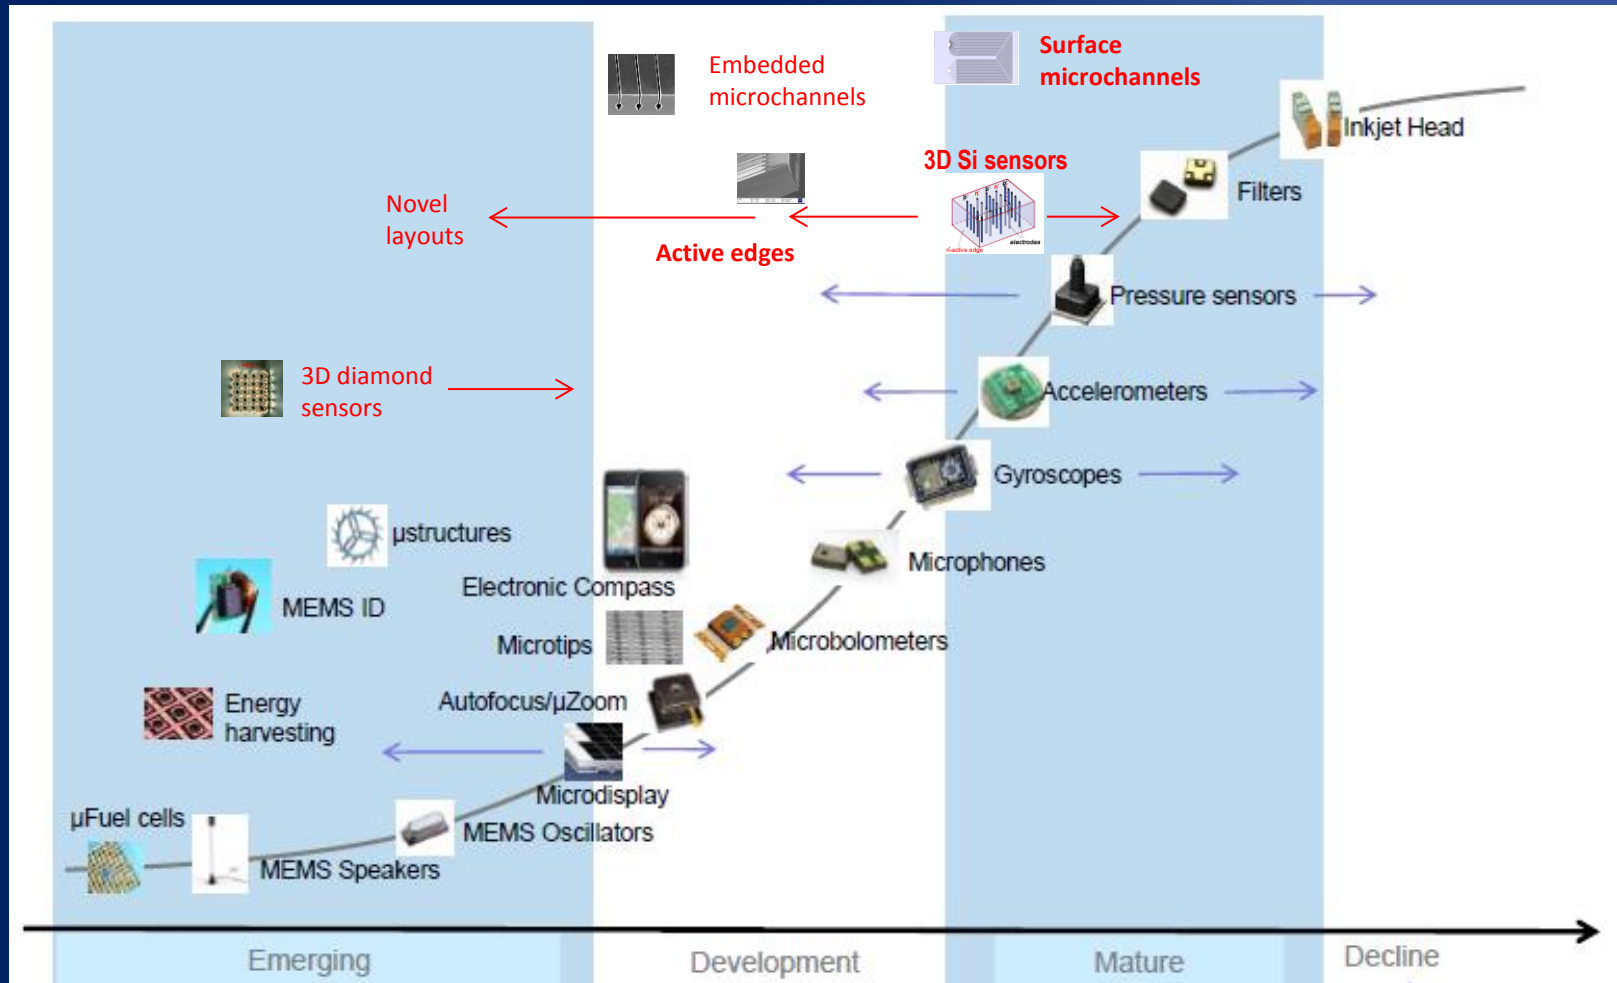 Surface
microchannels
Embedded
microchannels
Inkjet Head
3D Si sensors
Filters
Novel
layouts
Active edges
electrodes
Pressure sensors
3D diamond
sensors
Accelerometers
Gyroscopes
µstructures
Microphones
Electronic Compass
MEMS ID
Microtips
Microbolometers
Energy
harvesting
Autofocus/µZoom
Microdisplay
µFuel cells
MEMS Oscillators
MEMS Speakers
Emerging
Development
Mature
Decline